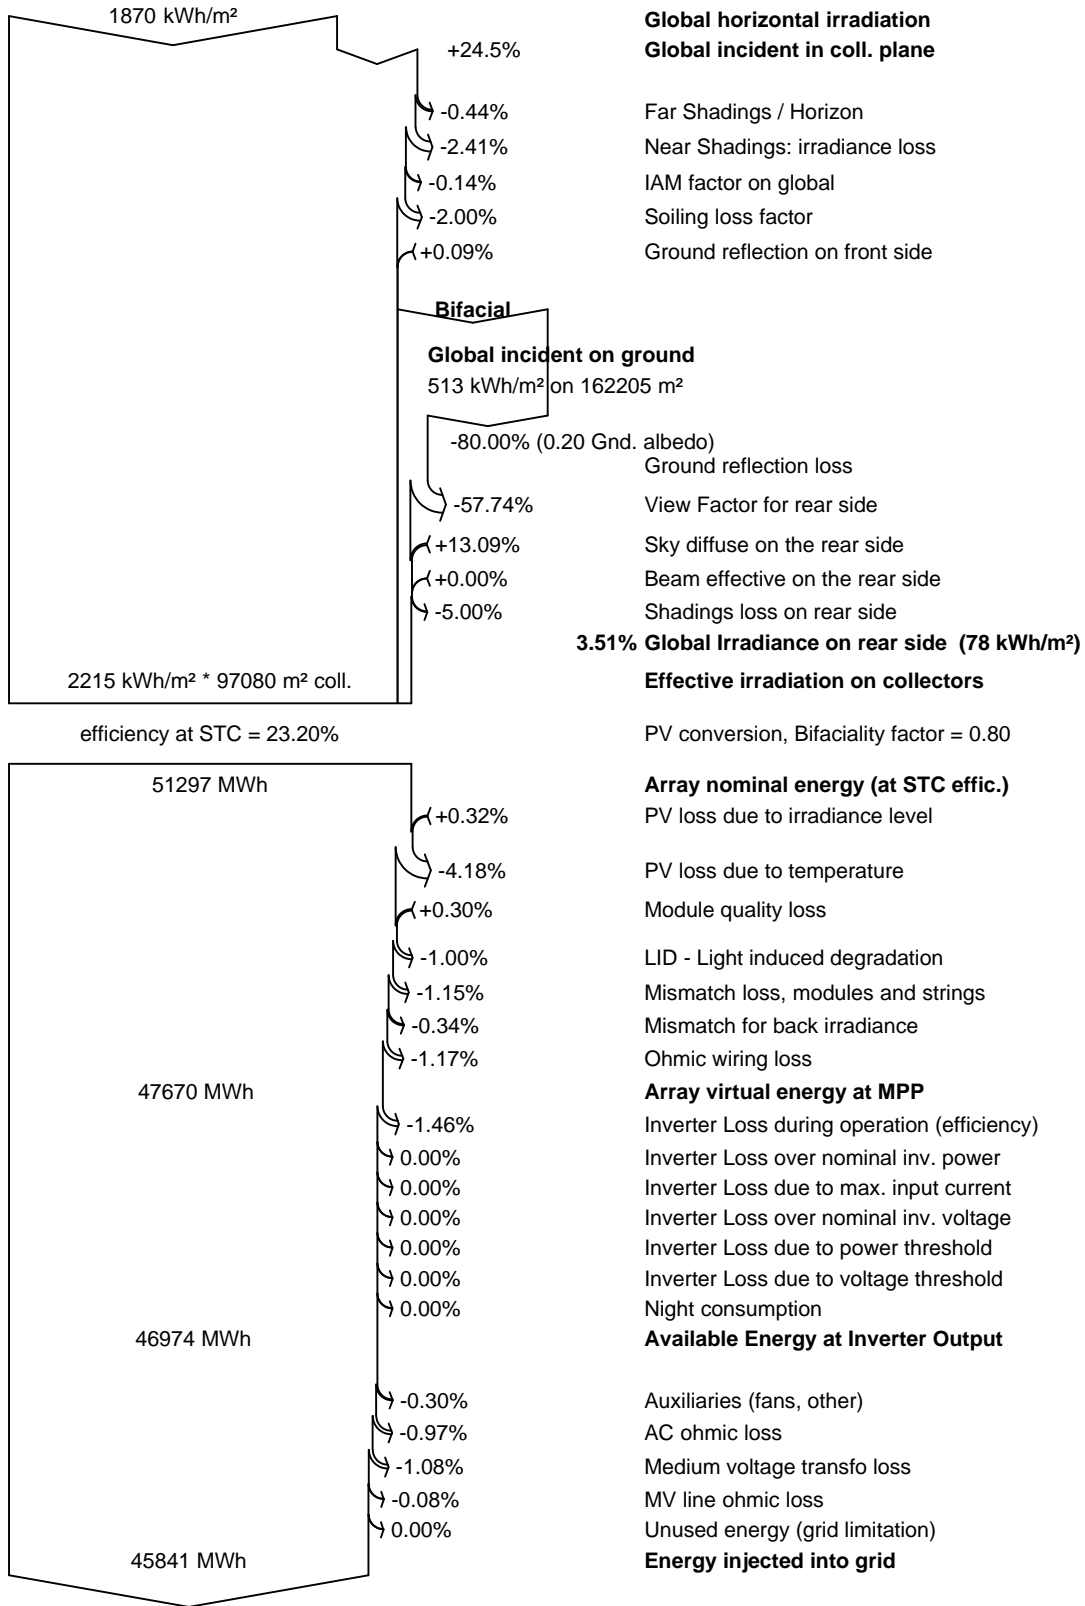 1870 kWh/m² Global horizontal irradiation
+24.5% Global incident in coll. plane
-0.44% Far Shadings / Horizon
-2.41% Near Shadings: irradiance loss
-0.14% IAM factor on global
-2.00% Soiling loss factor
+0.09% Ground reflection on front side
Bifacial
Global incident on ground
513 kWh/m² on 162205 m²
-80.00% (0.20 Gnd. albedo)
Ground reflection loss
-57.74% View Factor for rear side
+13.09% Sky diffuse on the rear side
+0.00% Beam effective on the rear side
-5.00% Shadings loss on rear side
3.51% Global Irradiance on rear side (78 kWh/m²)
2215 kWh/m² * 97080 m² coll. Effective irradiation on collectors
efficiency at STC = 23.20% PV conversion, Bifaciality factor = 0.80
51297 MWh Array nominal energy (at STC effic.)
+0.32% PV loss due to irradiance level
-4.18% PV loss due to temperature
+0.30% Module quality loss
-1.00% LID - Light induced degradation
-1.15% Mismatch loss, modules and strings
-0.34% Mismatch for back irradiance
-1.17% Ohmic wiring loss
47670 MWh Array virtual energy at MPP
-1.46% Inverter Loss during operation (efficiency)
0.00% Inverter Loss over nominal inv. power
0.00% Inverter Loss due to max. input current
0.00% Inverter Loss over nominal inv. voltage
0.00% Inverter Loss due to power threshold
0.00% Inverter Loss due to voltage threshold
0.00% Night consumption
46974 MWh Available Energy at Inverter Output
-0.30% Auxiliaries (fans, other)
-0.97% AC ohmic loss
-1.08% Medium voltage transfo loss
-0.08% MV line ohmic loss
0.00% Unused energy (grid limitation)
45841 MWh Energy injected into grid